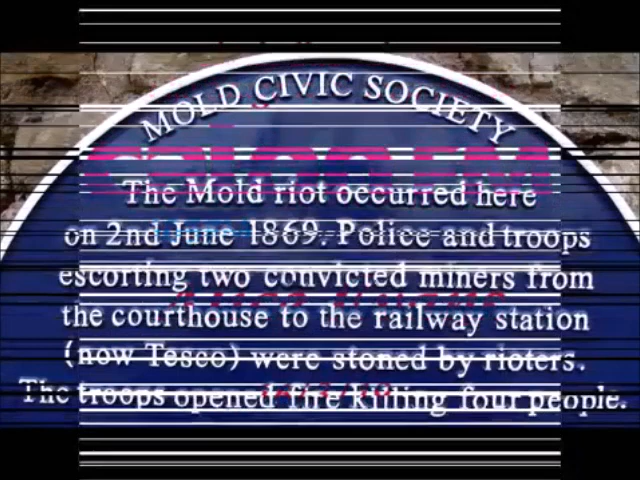 MOLD CIVIC SOCIETY
The Mold riot occurred here
on 2nd June 1869. Police and troops
escorting two convicted miners from
the courthouse to the railway station
(now Tesco) were stoned by rioters.
The troops opened fire killing four people.